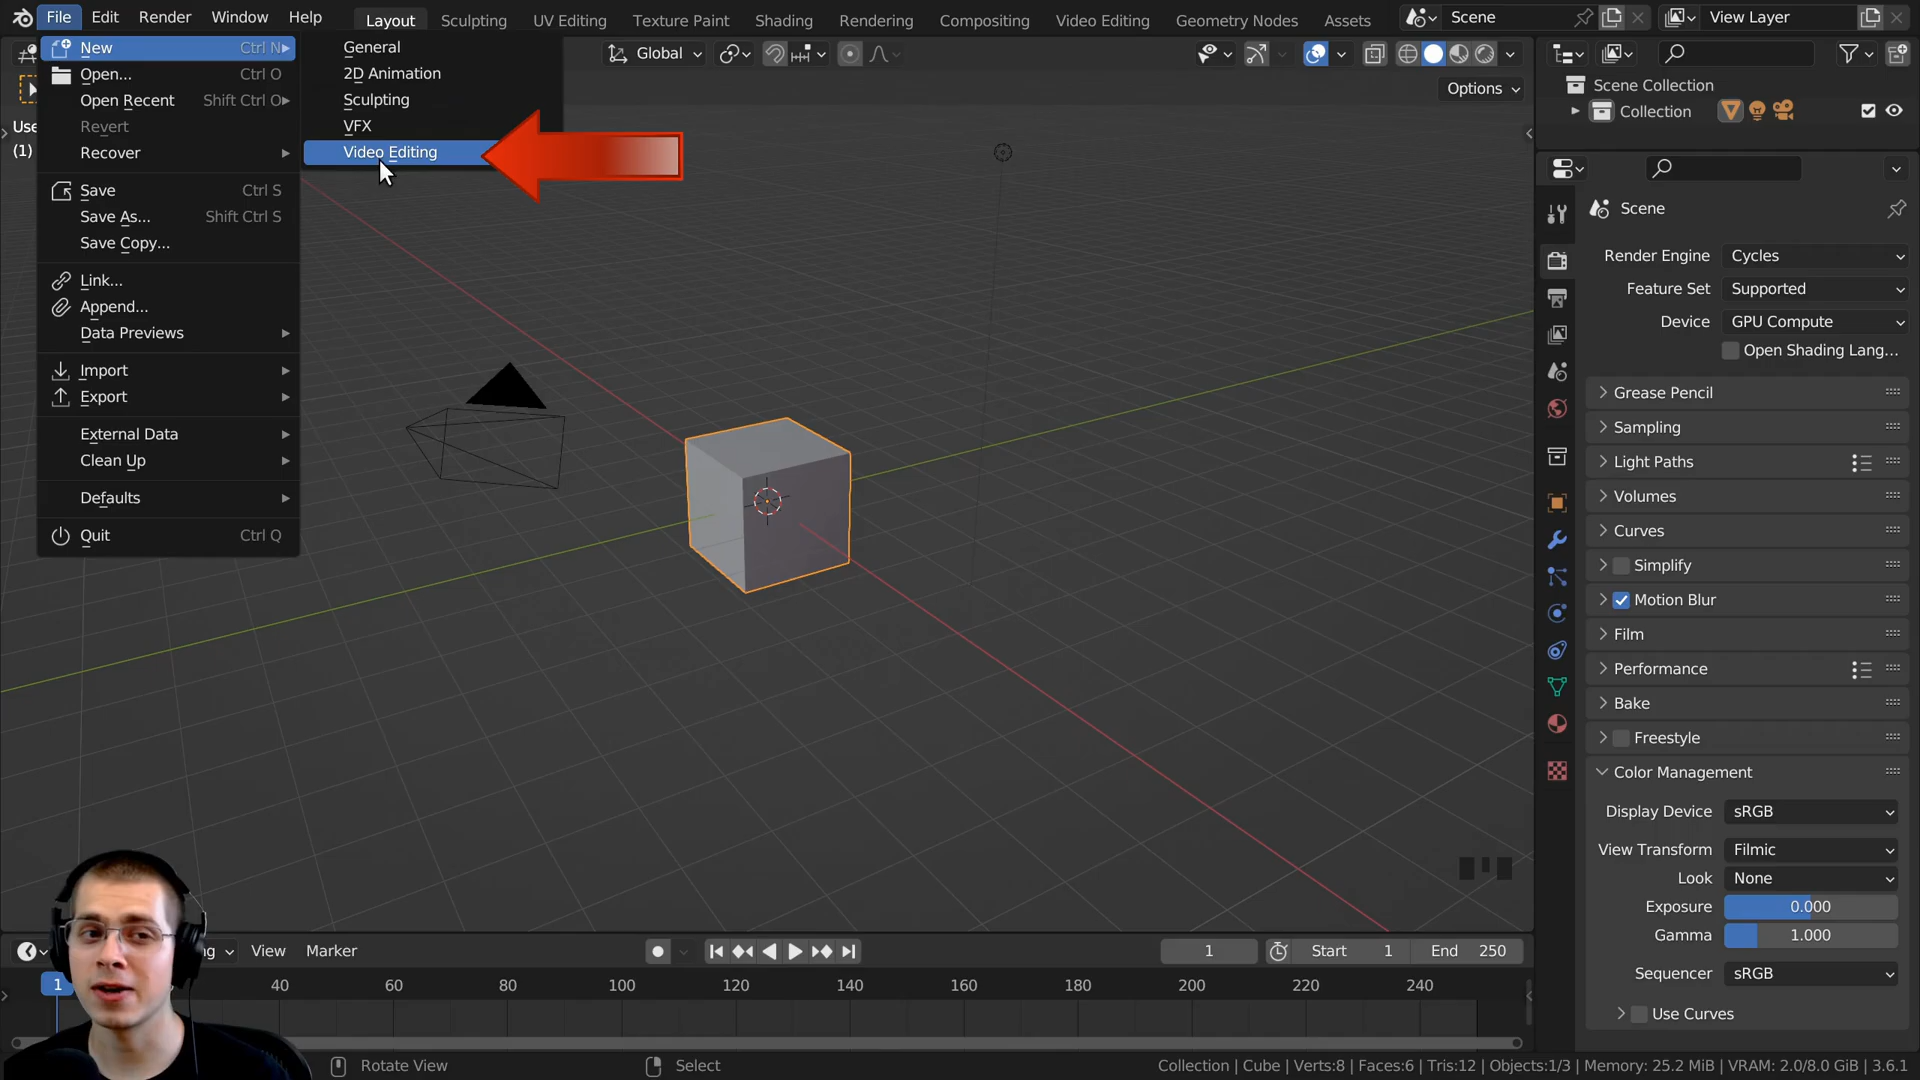 File Edit Render Window Help Layout Sculpting UV Editing Texture Paint Shading Rendering Compositing Video Editing Geometry Nodes Assets Scene View Layer
New Ctrl N
Open... Ctrl O
Open Recent Shift Ctrl O
Revert
Recover
Save Ctrl S
Save As... Shift Ctrl S
Save Copy...
Link...
Append...
Data Previews
Import
Export
External Data
Clean Up
Defaults
Quit Ctrl Q
General
2D Animation
Sculpting
VFX
Video Editing
Use
(1)
Global
Options
Scene Collection
Collection
Scene
Render Engine Cycles
Feature Set Supported
Device GPU Compute
Open Shading Lang...
Grease Pencil
Sampling
Light Paths
Volumes
Curves
Simplify
Motion Blur
Film
Performance
Bake
Freestyle
Color Management
Display Device sRGB
View Transform Filmic
Look None
Exposure 0.000
Gamma 1.000
Sequencer sRGB
Use Curves
ng View Marker 1 Start 1 End 250
1 40 60 80 100 120 140 160 180 200 220 240
Rotate View Select Collection | Cube | Verts:8 | Faces:6 | Tris:12 | Objects:1/3 | Memory: 25.2 MiB | VRAM: 2.0/8.0 GiB | 3.6.1